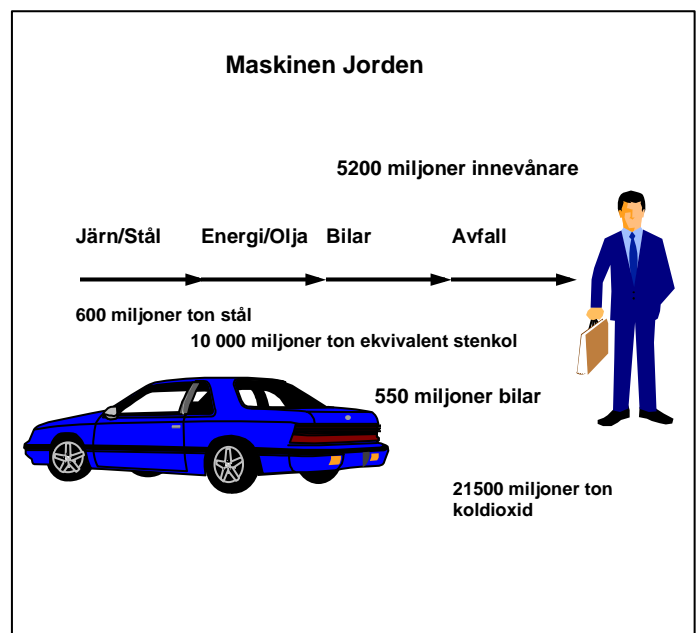 Maskinen Jorden
5200 miljoner innevånare
Järn/Stål Energi/Olja Bilar Avfall
600 miljoner ton stål
10 000 miljoner ton ekvivalent stenkol
550 miljoner bilar
21500 miljoner ton
koldioxid